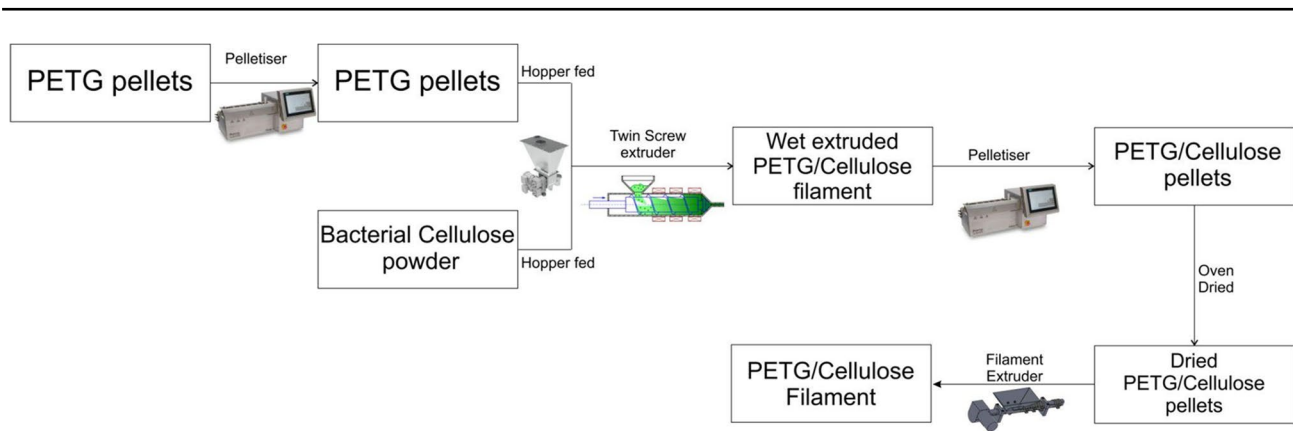 PETG pellets
Pelletiser
PETG pellets
Hopper fed
Twin Screw
extruder
Bacterial Cellulose
powder
Hopper fed
Wet extruded
PETG/Cellulose
filament
Pelletiser
PETG/Cellulose
pellets
Oven
Dried
Dried
PETG/Cellulose
pellets
Filament
Extruder
PETG/Cellulose
Filament